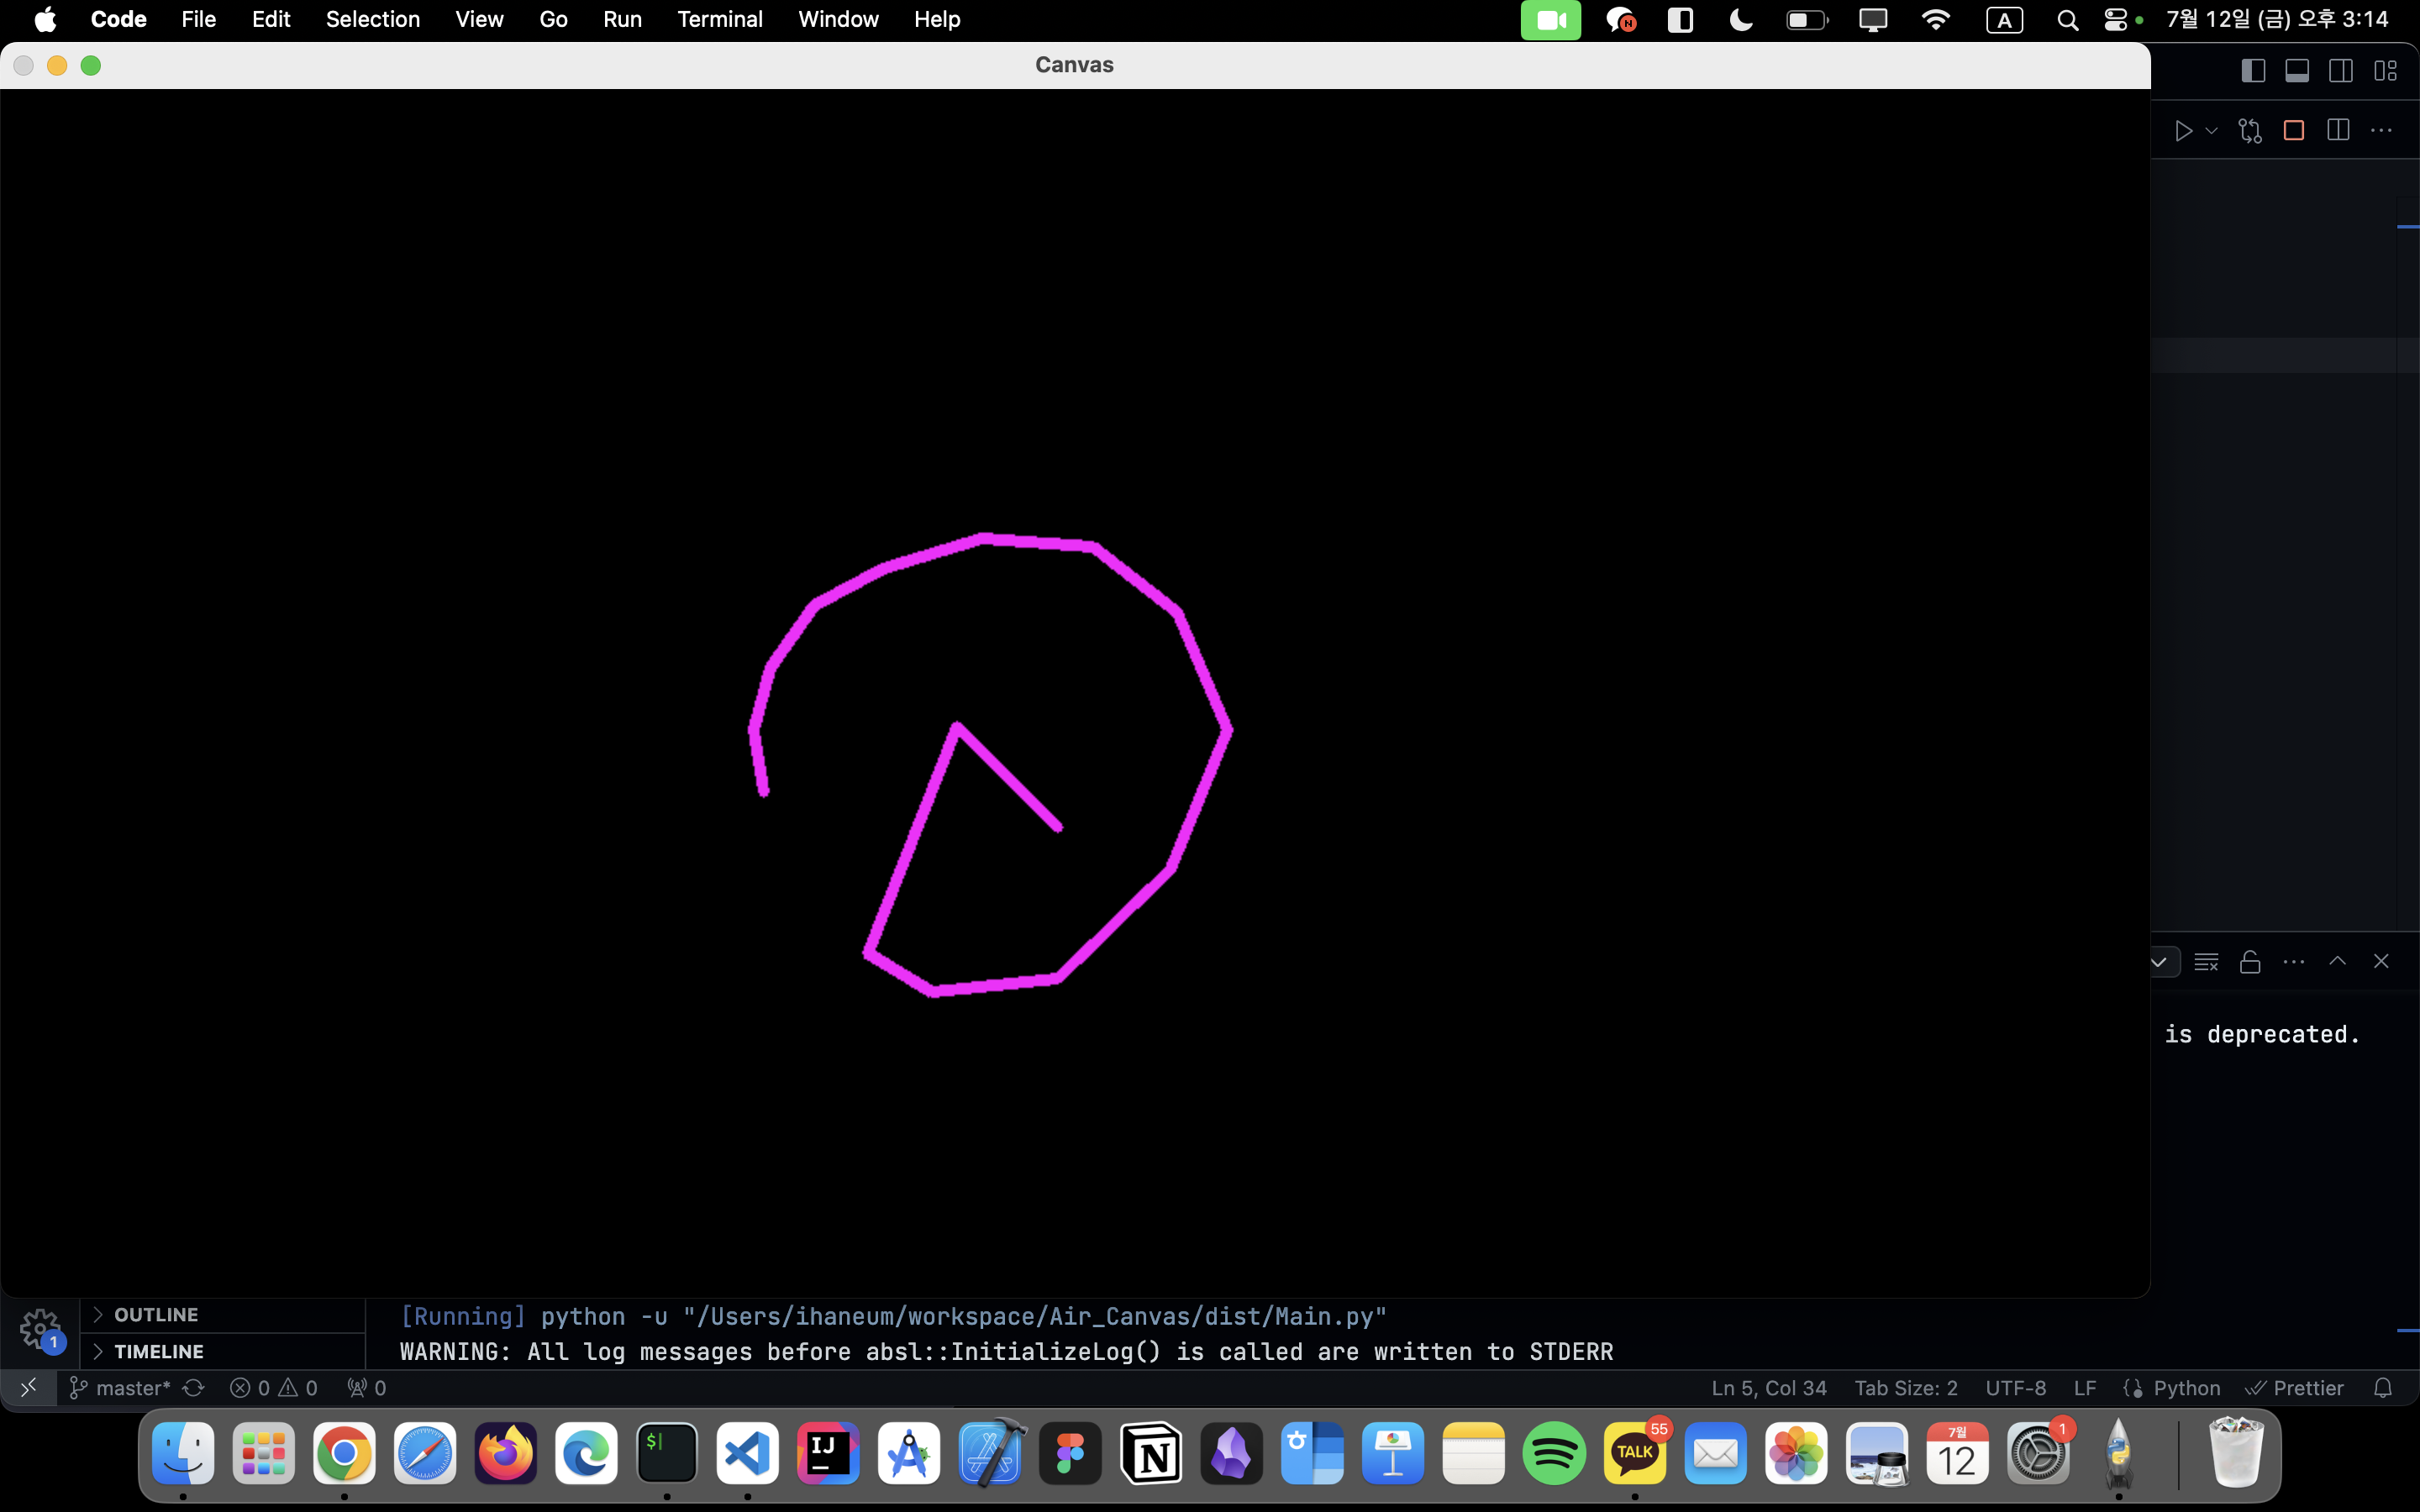 Code File Edit Selection View Go Run Terminal Window Help
N
A
7월 12일 (금) 오후 3:14
Canvas
is deprecated.
OUTLINE
TIMELINE
1
[Running] python -u "/Users/ihaneum/workspace/Air_Canvas/dist/Main.py"
WARNING: All log messages before absl::InitializeLog() is called are written to STDERR
master* 0 0 0
Ln 5, Col 34 Tab Size: 2 UTF-8 LF Python Prettier
$
IJ
N
TALK
55
7월
12
1